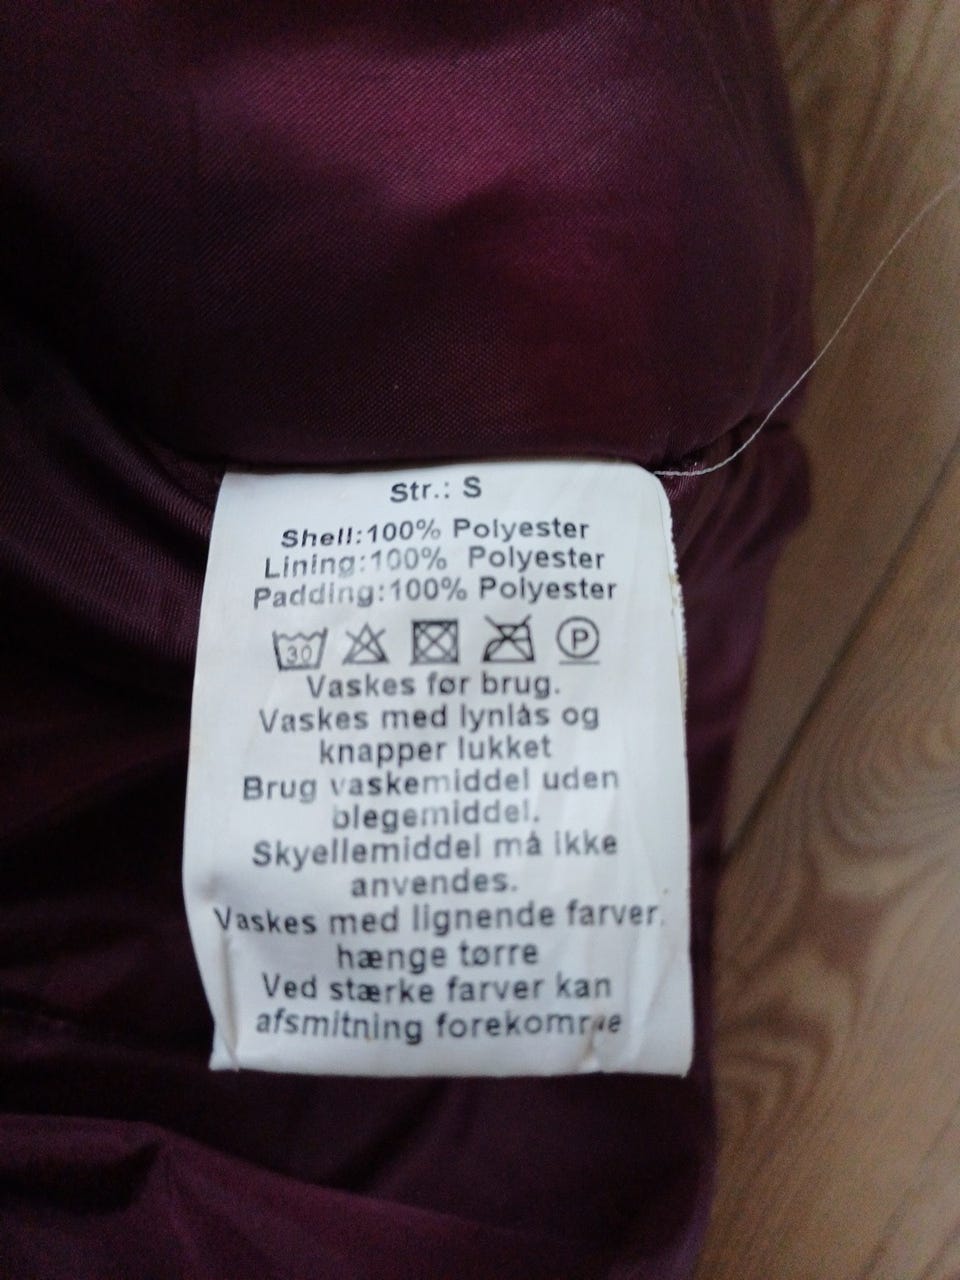 Str.: S
Shell:100% Polyester
Lining:100% Polyester
Padding:100% Polyester
30 P
Vaskes før brug.
Vaskes med lynlås og
knapper lukket
Brug vaskemiddel uden
blegemiddel.
Skyellemiddel må ikke
anvendes.
Vaskes med lignende farver.
hænge tørre
Ved stærke farver kan
afsmitning forekomme